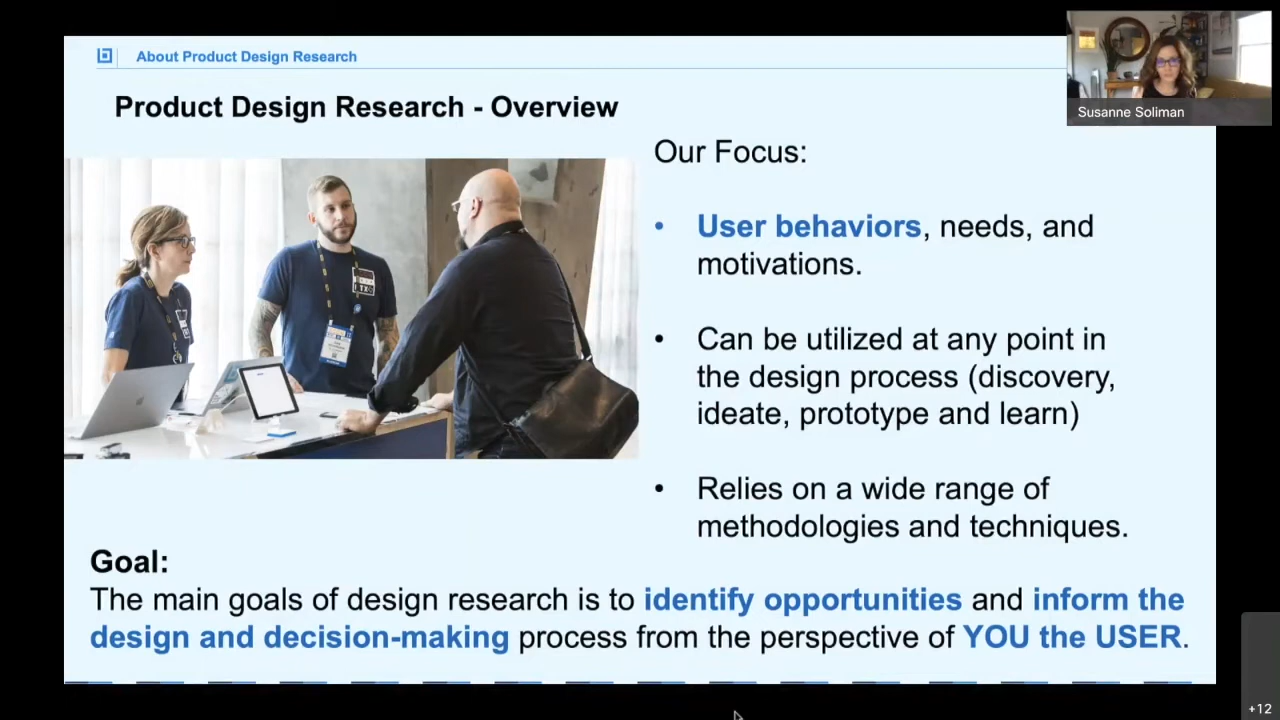 About Product Design Research
Susanne Soliman
Product Design Research - Overview
Our Focus:
• User behaviors, needs, and
motivations.
• Can be utilized at any point in
the design process (discovery,
ideate, prototype and learn)
• Relies on a wide range of
methodologies and techniques.
Goal:
The main goals of design research is to identify opportunities and inform the
design and decision-making process from the perspective of YOU the USER.
+12